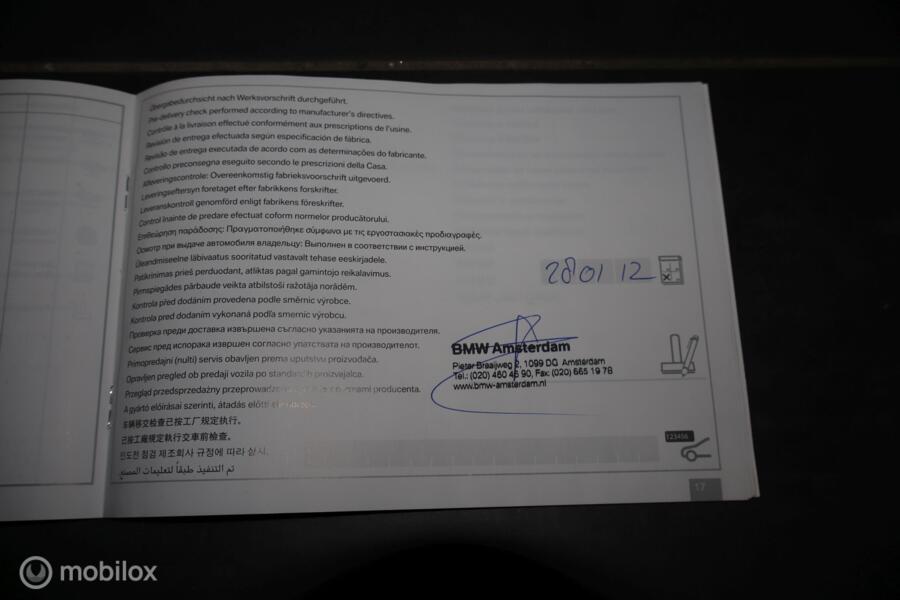 Übergabedurchsicht nach Werksvorschrift durchgeführt.
Pre-delivery check performed according to manufacturer's directives.
Contrôle à la livraison effectué conformément aux prescriptions de l'usine.
Revisión de entrega efectuada según especificación de fábrica.
Revisão de entrega executada de acordo com as determinações do fabricante.
Controllo preconsegna eseguito secondo le prescrizioni della Casa.
Afleveringscontrole: Overeenkomstig fabrieksvoorschrift uitgevoerd.
Leveringseftersyn foretaget efter fabrikkens forskrifter.
Leveranskontroll genomförd enligt fabrikens föreskrifter.
Control înainte de predare efectuat coform normelor producătorului.
Επιθεώρηση παράδοσης: Πραγματοποιήθηκε σύμφωνα με τις εργοστασιακές προδιαγραφές.
Осмотр при выдаче автомобиля владельцу: Выполнен в соответствии с инструкцией.
Üleandmiseelne läbivaatus sooritatud vastavalt tehase eeskirjadele.
Patikrinimas prieš perduodant, atliktas pagal gamintojo reikalavimus.
Pirmspiegādes pārbaude veikta atbilstoši ražotāja norādēm.
Kontrola před dodáním provedena podle směrnic výrobce.
Kontrola pred dodaním vykonaná podľa smerníc výrobcu.
Проверка преди доставка извършена съгласно указанията на производителя.
Сервис пред испорака извршен согласно упатствата на производителот.
Primopredajni (nulti) servis obavljen prema uputstvu proizvođača.
Opravljen pregled ob predaji vozila po standardih proizvajalca.
Przegląd przedsprzedażny przeprowadzono producenta.
A gyártó előírásai szerinti, átadás előtti
车辆移交检查已按工厂规定执行。
已按工廠規定執行交車前檢查。
인도전 점검 제조회사 규정에 따라 실시.
تم التنفيذ طبقاً لتعليمات المصنع
28 01 12
BMW Amsterdam
Pieter Braaijweg 2, 1099 DG Amsterdam
Tel.: (020) 460 45 90, Fax: (020) 665 19 78
www.bmw-amsterdam.nl
123456
17
mobilox